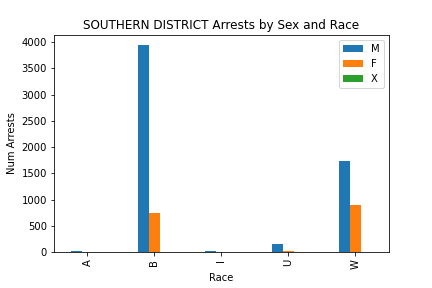 SOUTHERN DISTRICT Arrests by Sex and Race
M
F
X
4000
3500
3000
2500
2000
1500
1000
500
0
Num Arrests
A
B
I
U
W
Race